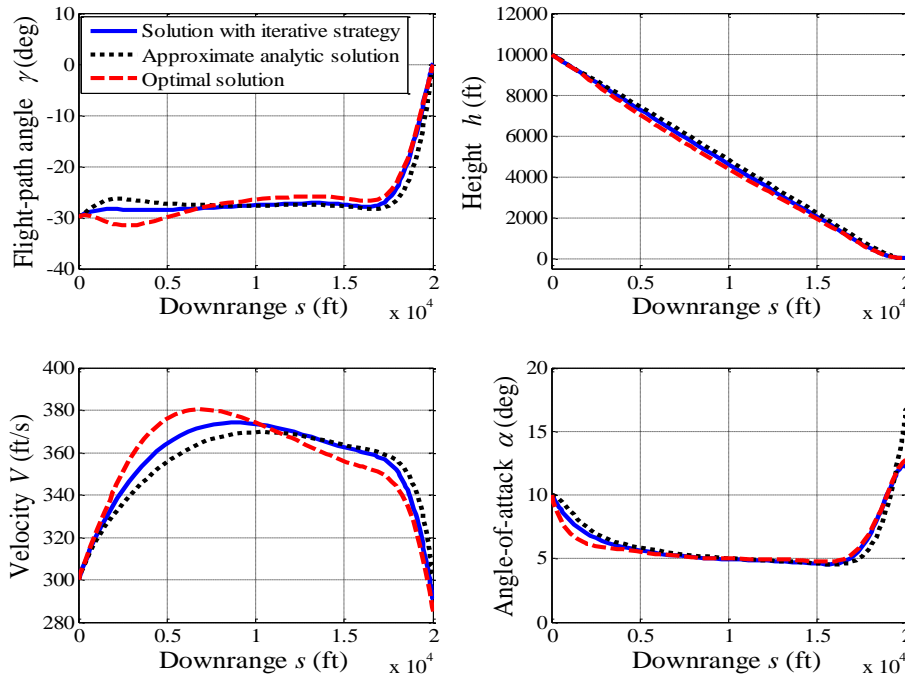 Flight-path angle γ (deg)
10
0
-10
-20
-30
-40
Solution with iterative strategy
Approximate analytic solution
Optimal solution
0 0.5 1 1.5 2
Downrange s (ft)
x 10^4
Height h (ft)
10000
8000
6000
4000
2000
0
0 0.5 1 1.5 2
Downrange s (ft)
x 10^4
Velocity V (ft/s)
400
380
360
340
320
300
280
0 0.5 1 1.5 2
Downrange s (ft)
x 10^4
Angle-of-attack α (deg)
20
15
10
5
0
0 0.5 1 1.5 2
Downrange s (ft)
x 10^4